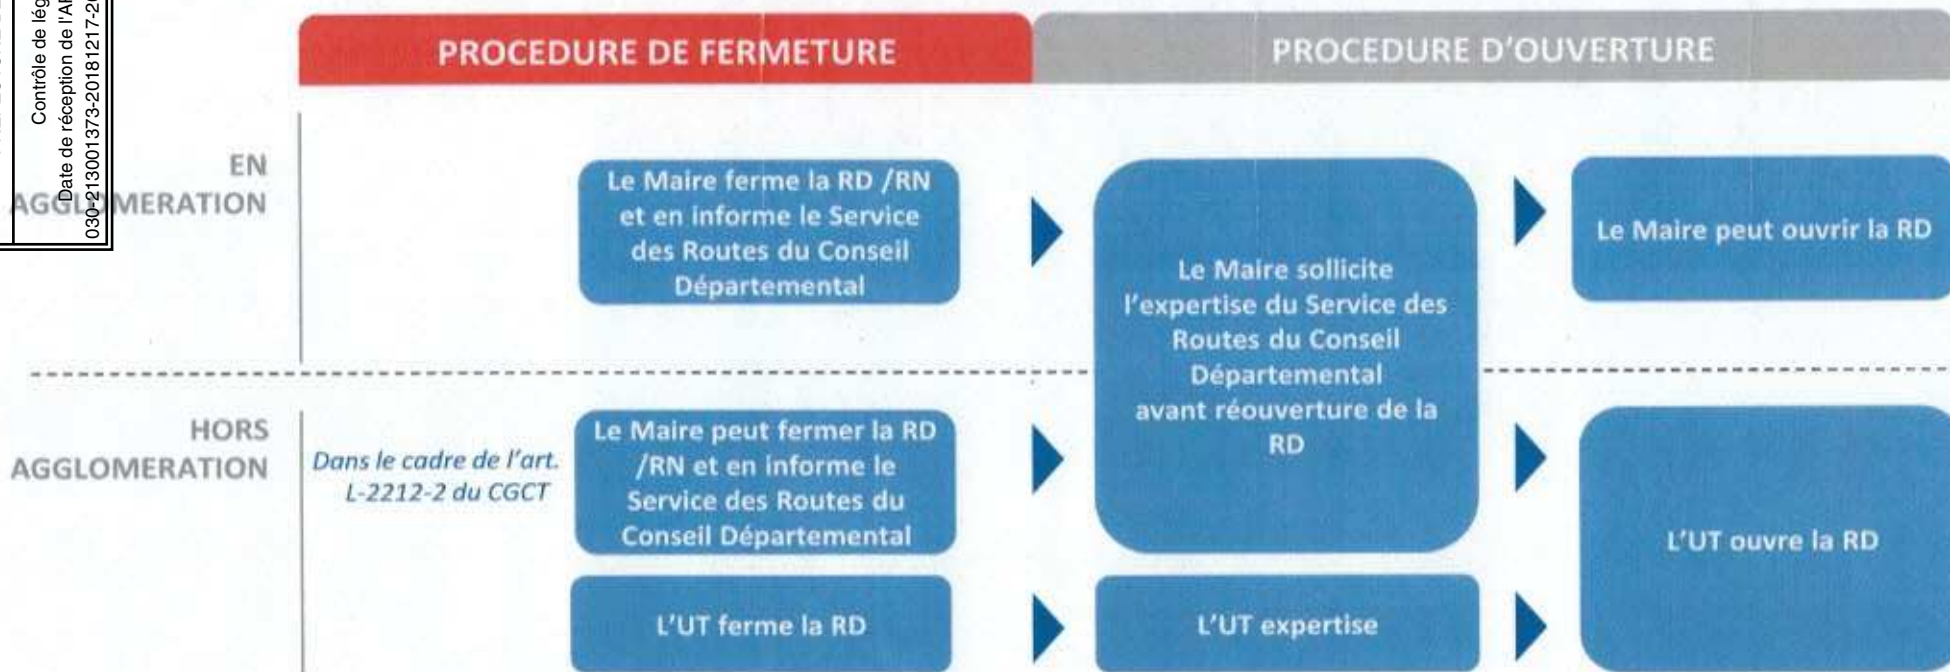 Contrôle de lég
Date de réception de l'AR
PROCEDURE DE FERMETURE
PROCEDURE D'OUVERTURE
EN
AGGLOMERATION
Le Maire ferme la RD /RN
et en informe le Service
des Routes du Conseil
Départemental
Le Maire sollicite
l'expertise du Service des
Routes du Conseil
Départemental
avant réouverture de la
RD
Le Maire peut ouvrir la RD
HORS
AGGLOMERATION
Dans le cadre de l'art.
L-2212-2 du CGCT
Le Maire peut fermer la RD
/RN et en informe le
Service des Routes du
Conseil Départemental
L'UT ouvre la RD
L'UT ferme la RD
L'UT expertise